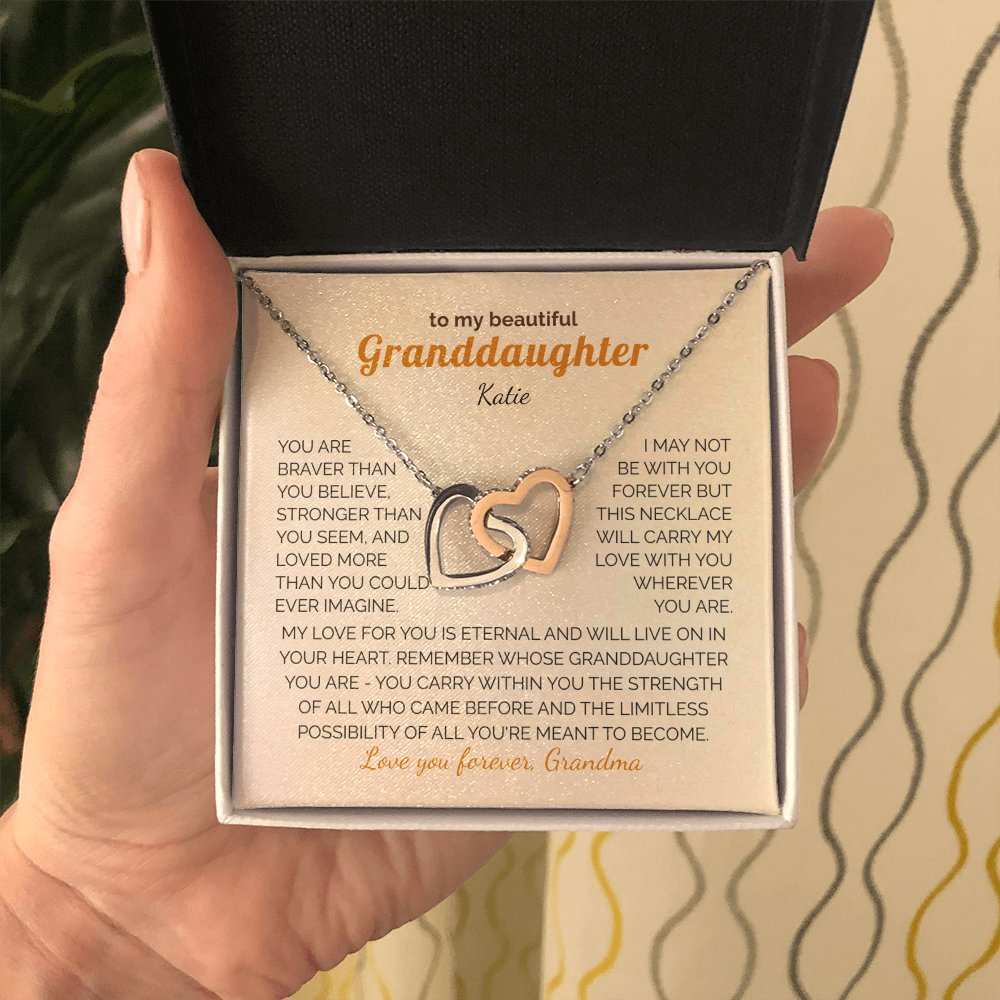 to my beautiful
Granddaughter
Katie
YOU ARE
BRAVER THAN
YOU BELIEVE,
STRONGER THAN
YOU SEEM, AND
LOVED MORE
THAN YOU COULD
EVER IMAGINE.
I MAY NOT
BE WITH YOU
FOREVER BUT
THIS NECKLACE
WILL CARRY MY
LOVE WITH YOU
WHEREVER
YOU ARE.
MY LOVE FOR YOU IS ETERNAL AND WILL LIVE ON IN
YOUR HEART. REMEMBER WHOSE GRANDDAUGHTER
YOU ARE - YOU CARRY WITHIN YOU THE STRENGTH
OF ALL WHO CAME BEFORE AND THE LIMITLESS
POSSIBILITY OF ALL YOU'RE MEANT TO BECOME.
Love you forever, Grandma